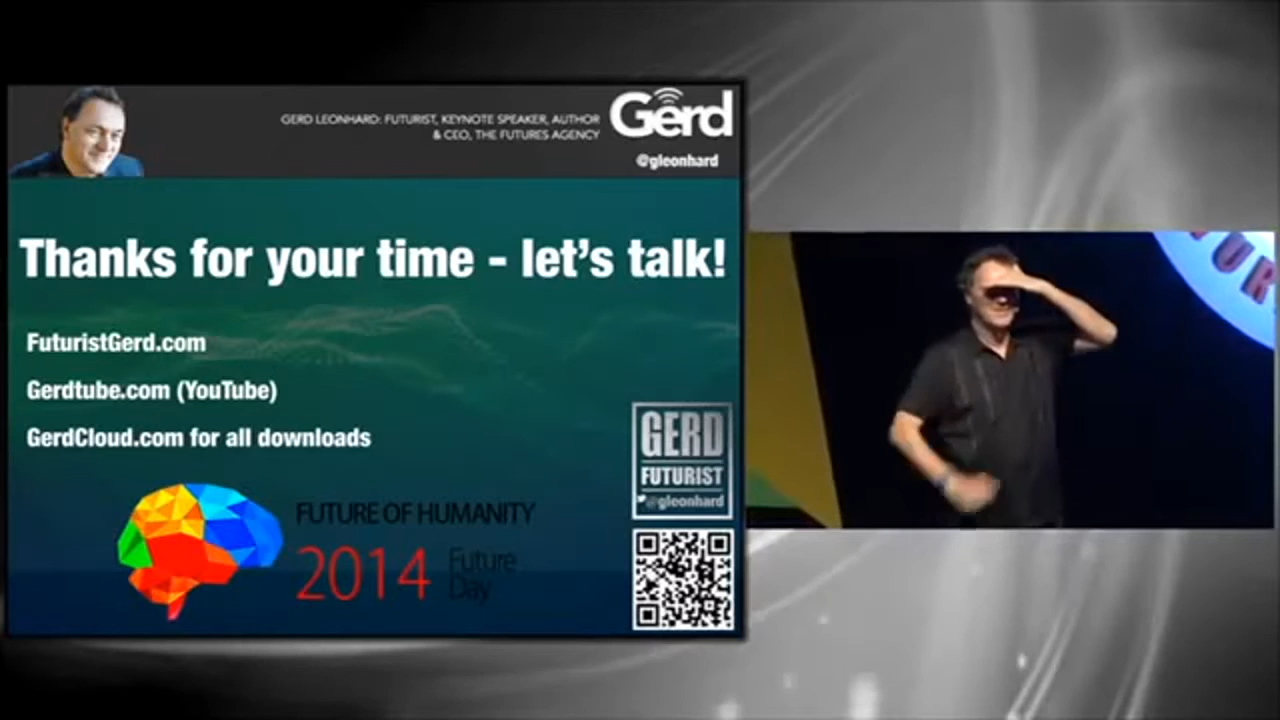 GERD LEONHARD: FUTURIST, KEYNOTE SPEAKER, AUTHOR
& CEO, THE FUTURES AGENCY
Gerd
@gleonhard
Thanks for your time - let's talk!
FuturistGerd.com
Gerdtube.com (YouTube)
GerdCloud.com for all downloads
GERD
FUTURIST
@gleonhard
FUTURE OF HUMANITY
2014 Future
Day
UR